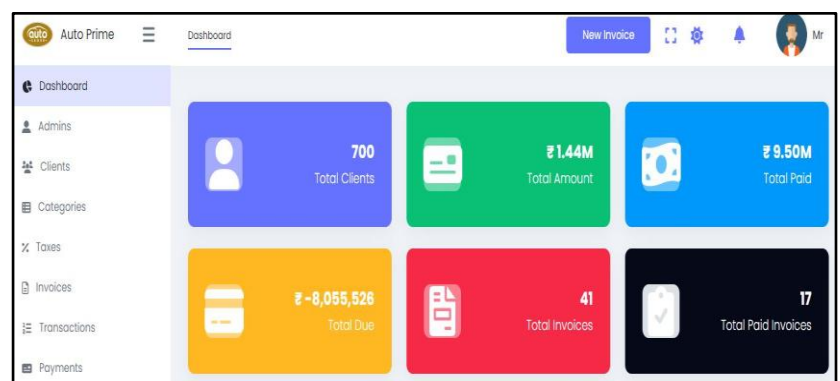 auto
Auto Prime
Dashboard
New Invoice
Mr
Dashboard
Admins
Clients
Categories
Taxes
Invoices
Transactions
Payments
700
Total Clients
₹ 1.44M
Total Amount
₹ 9.50M
Total Paid
₹ -8,055,526
Total Due
41
Total Invoices
17
Total Paid Invoices